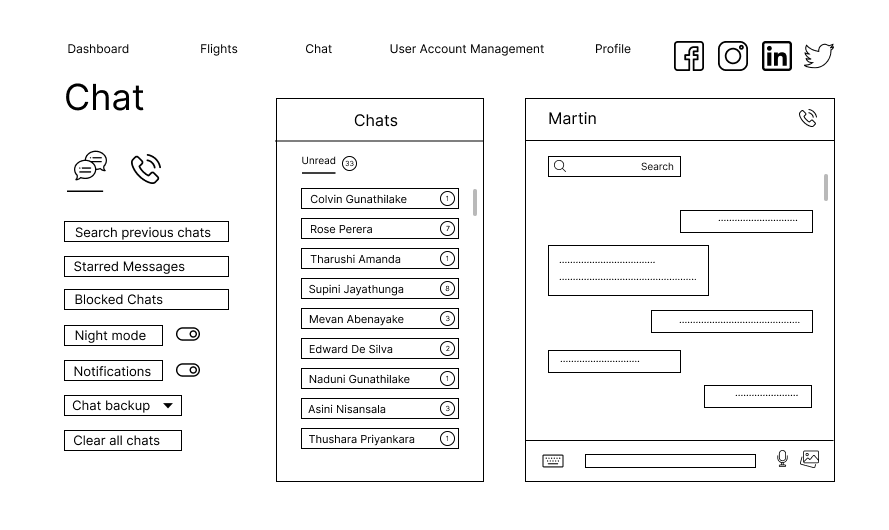 Dashboard
Flights
Chat
User Account Management
Profile
Chat
Search previous chats
Starred Messages
Blocked Chats
Night mode
Notifications
Chat backup
Clear all chats
Chats
Unread 33
Colvin Gunathilake 1
Rose Perera 7
Tharushi Amanda 1
Supini Jayathunga 8
Mevan Abenayake 3
Edward De Silva 2
Naduni Gunathilake 1
Asini Nisansala 3
Thushara Priyankara 1
Martin
Search